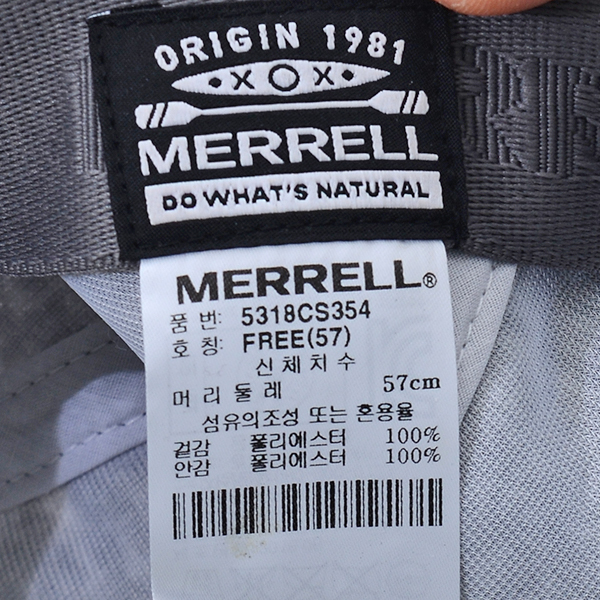 ORIGIN 1981
MERRELL
DO WHAT'S NATURAL
MERRELL®
품 번: 5318CS354
호 칭: FREE(57)
신체치수
머리둘레 57cm
섬유의조성 또는 혼용율
겉감 폴리에스터 100%
안감 폴리에스터 100%